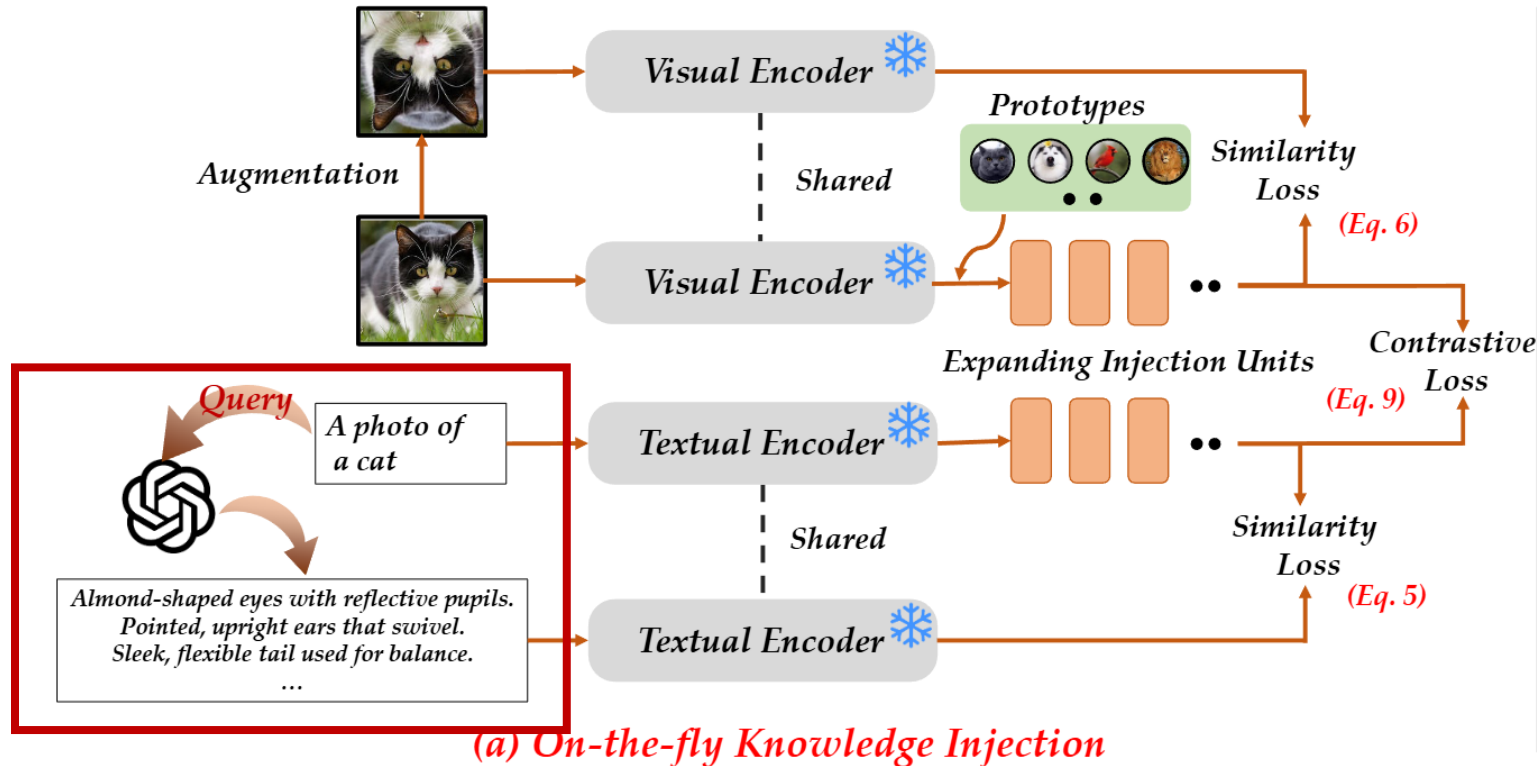 Visual Encoder
Prototypes
Augmentation
Shared
Similarity
Loss
(Eq. 6)
Visual Encoder
Expanding Injection Units
Contrastive
Loss
(Eq. 9)
Query
A photo of
a cat
Textual Encoder
Shared
Similarity
Loss
(Eq. 5)
Almond-shaped eyes with reflective pupils.
Pointed, upright ears that swivel.
Sleek, flexible tail used for balance.
...
Textual Encoder
(a) On-the-fly Knowledge Injection